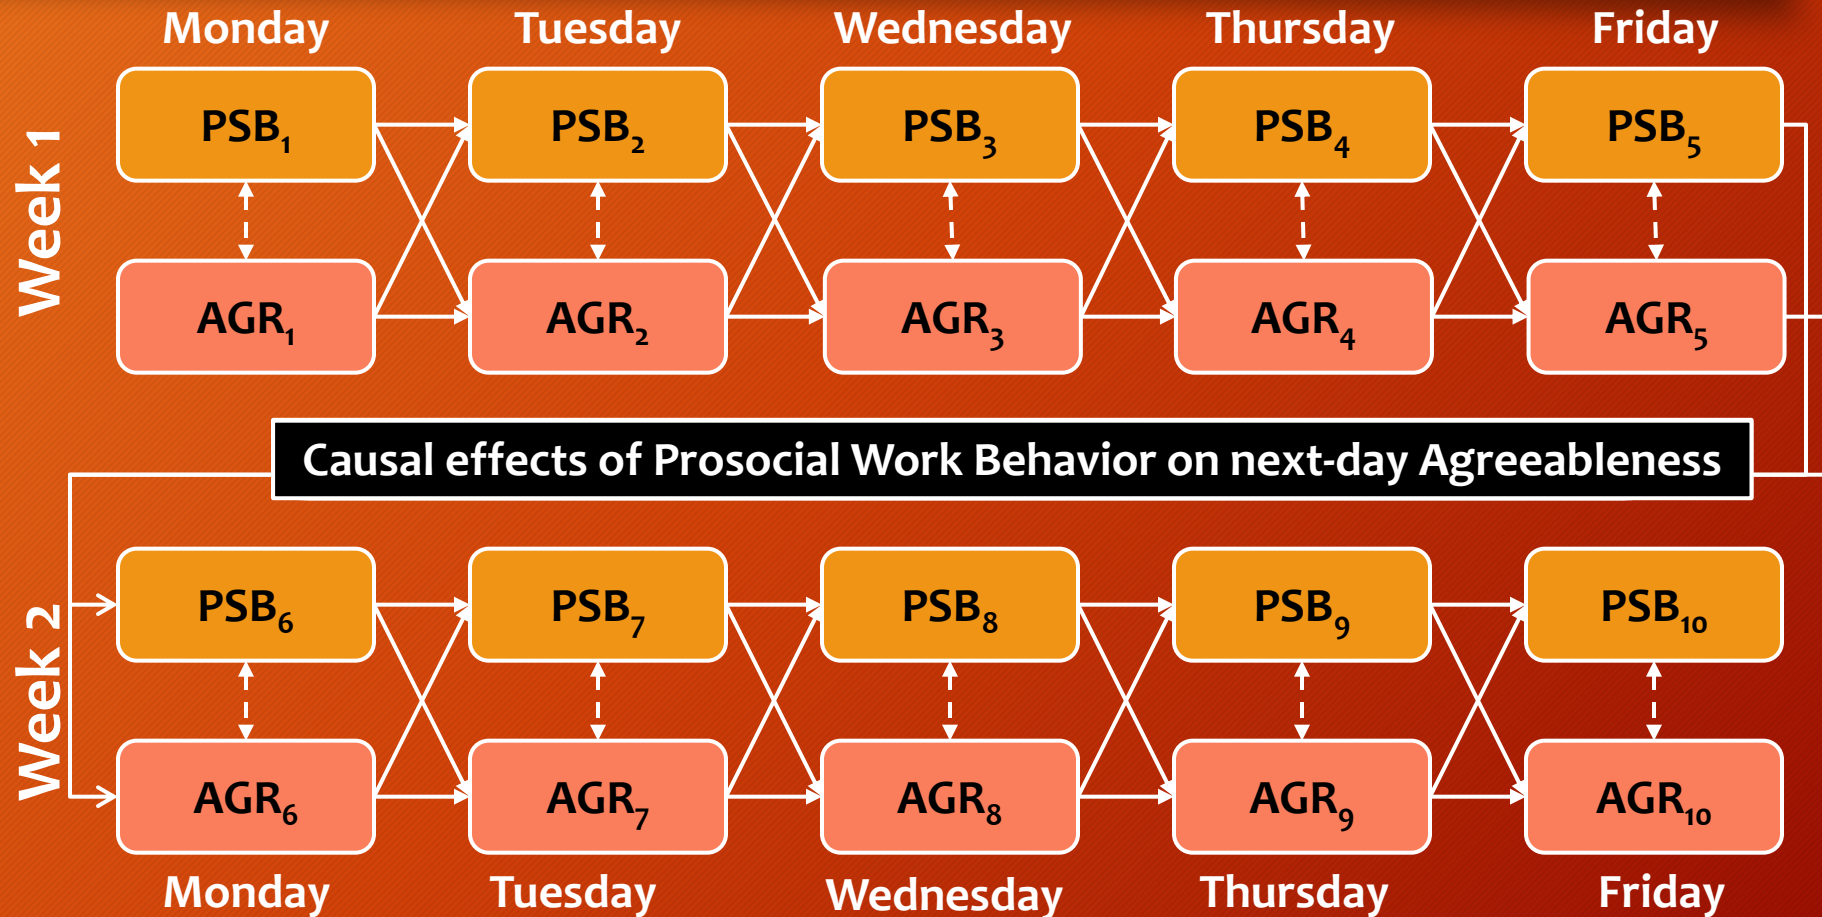 Monday Tuesday Wednesday Thursday Friday
Week 1
PSB₁ PSB₂ PSB₃ PSB₄ PSB₅
AGR₁ AGR₂ AGR₃ AGR₄ AGR₅
Causal effects of Prosocial Work Behavior on next-day Agreeableness
Week 2
PSB₆ PSB₇ PSB₈ PSB₉ PSB₁₀
AGR₆ AGR₇ AGR₈ AGR₉ AGR₁₀
Monday Tuesday Wednesday Thursday Friday